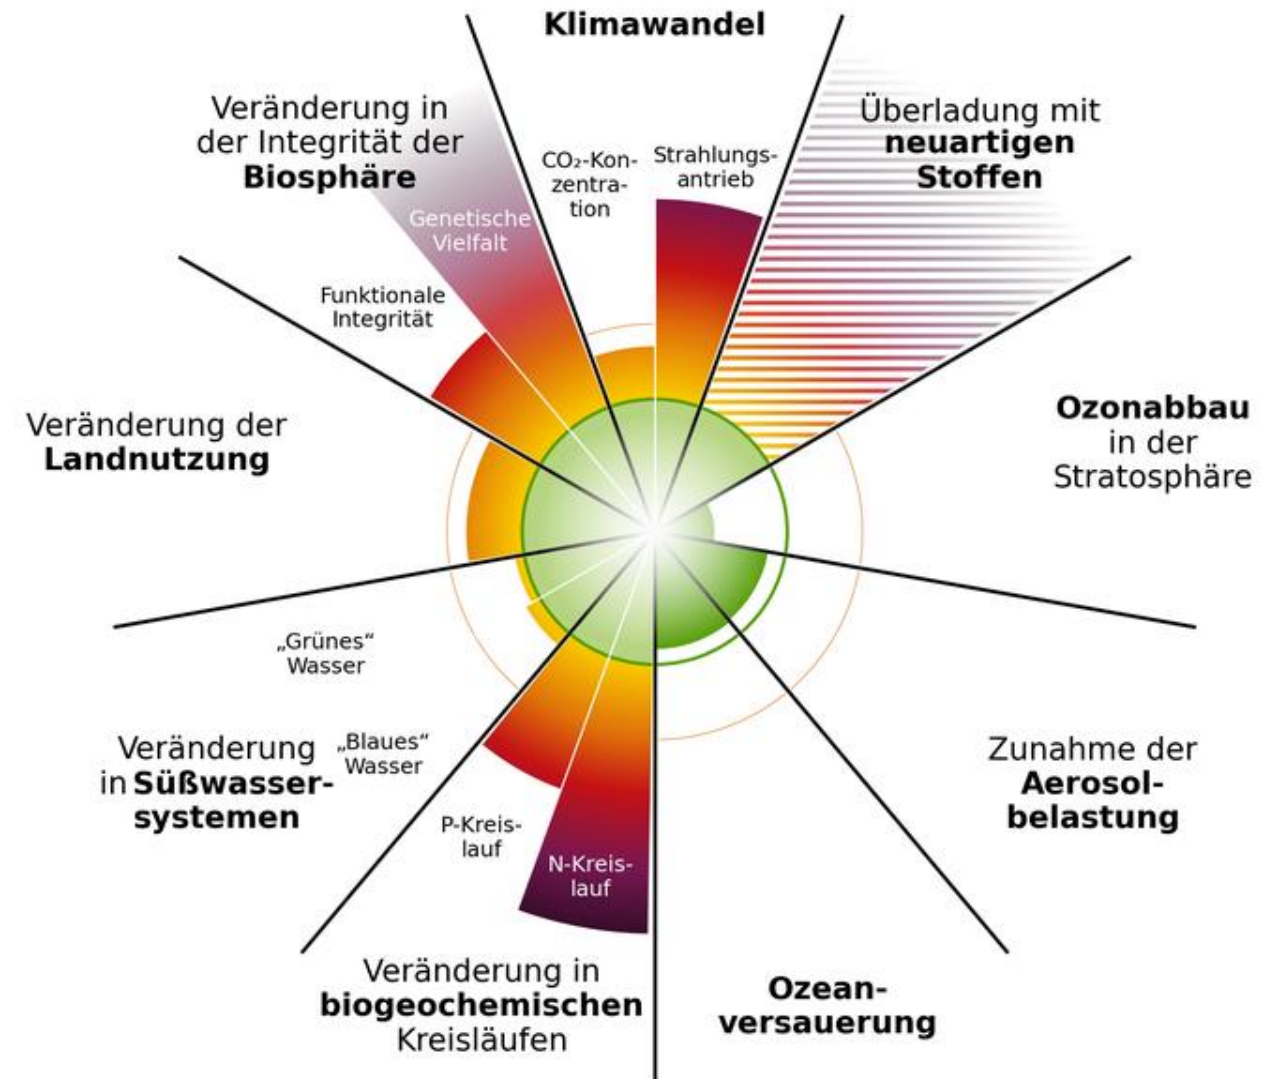 Klimawandel
Veränderung in
der Integrität der
Biosphäre
Überladung mit
neuartigen
Stoffen
CO₂-Kon-
zentra-
tion
Strahlungs-
antrieb
Genetische
Vielfalt
Funktionale
Integrität
Veränderung der
Landnutzung
Ozonabbau
in der
Stratosphäre
„Grünes“
Wasser
„Blaues“
Wasser
Veränderung
in Süßwasser-
systemen
Zunahme der
Aerosol-
belastung
P-Kreis-
lauf
N-Kreis-
lauf
Veränderung in
biogeochemischen
Kreisläufen
Ozean-
versauerung